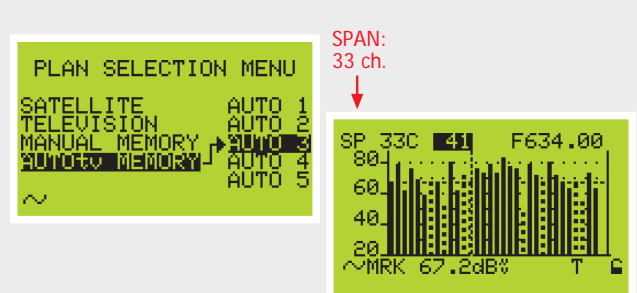 SPAN:
33 ch.
PLAN SELECTION MENU
SATELLITE AUTO 1
TELEVISION AUTO 2
MANUAL MEMORY AUTO 3
AUTOtv MEMORY AUTO 4
AUTO 5
SP 33C 41 F634.00
80
60
40
20
MRK 67.2dB
T